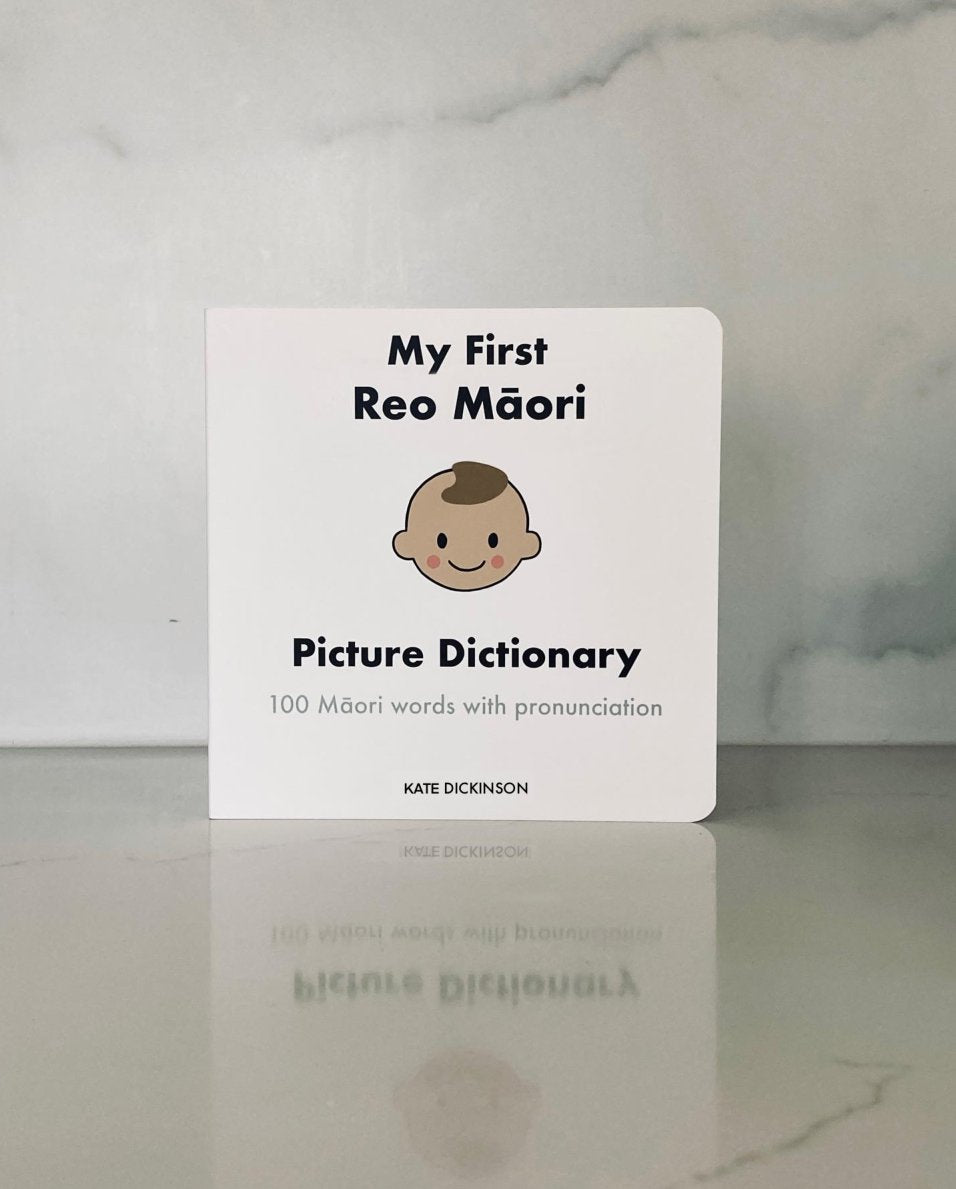 My First
Reo Māori
Picture Dictionary
100 Māori words with pronunciation
KATE DICKINSON